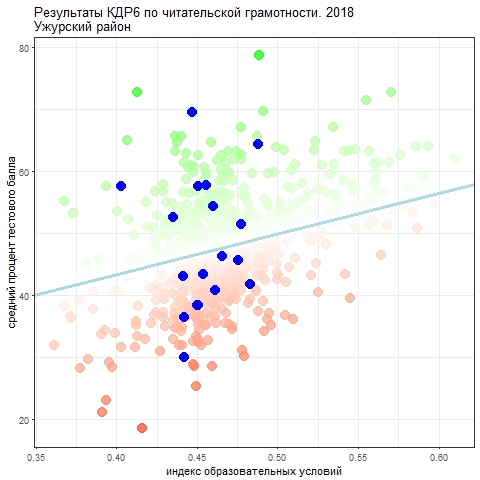 Результаты КДР6 по читательской грамотности. 2018
Ужурский район
80
60
40
20
средний процент тестового балла
0.35 0.40 0.45 0.50 0.55 0.60
индекс образовательных условий